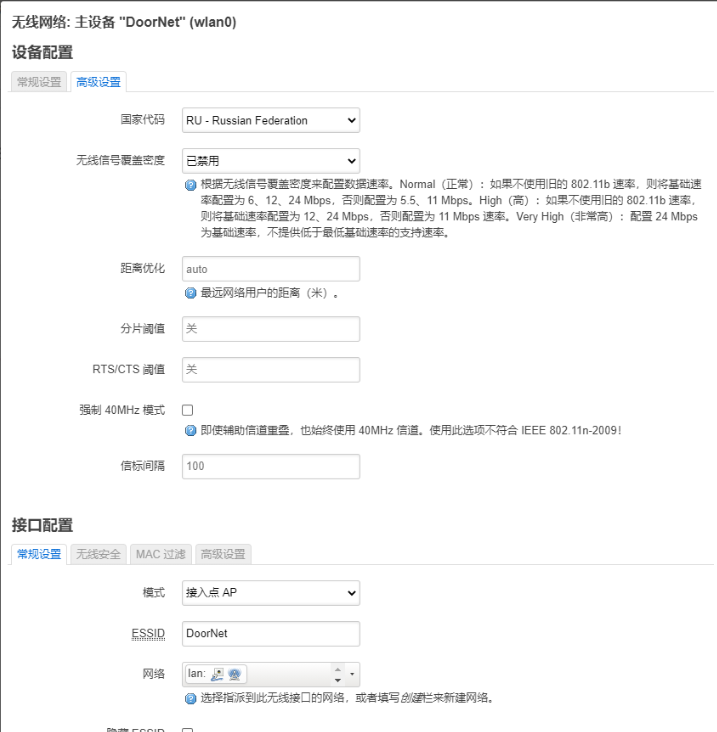 无线网络: 主设备 "DoorNet" (wlan0)
设备配置
常规设置 高级设置
国家代码 RU - Russian Federation
无线信号覆盖密度 已禁用
根据无线信号覆盖密度来配置数据速率。Normal（正常）：如果不使用旧的 802.11b 速率，则将基础速
率配置为 6、12、24 Mbps，否则配置为 5.5、11 Mbps。High（高）：如果不使用旧的 802.11b 速率，
则将基础速率配置为 12、24 Mbps，否则配置为 11 Mbps 速率。Very High（非常高）：配置 24 Mbps
为基础速率，不提供低于最低基础速率的支持速率。
距离优化 auto
最远网络用户的距离（米）。
分片阈值 关
RTS/CTS 阈值 关
强制 40MHz 模式
即使辅助信道重叠，也始终使用 40MHz 信道。使用此选项不符合 IEEE 802.11n-2009！
信标间隔 100
接口配置
常规设置 无线安全 MAC 过滤 高级设置
模式 接入点 AP
ESSID DoorNet
网络 lan:
选择指派到此无线接口的网络，或者填写创建栏来新建网络。
隐藏 ESSID